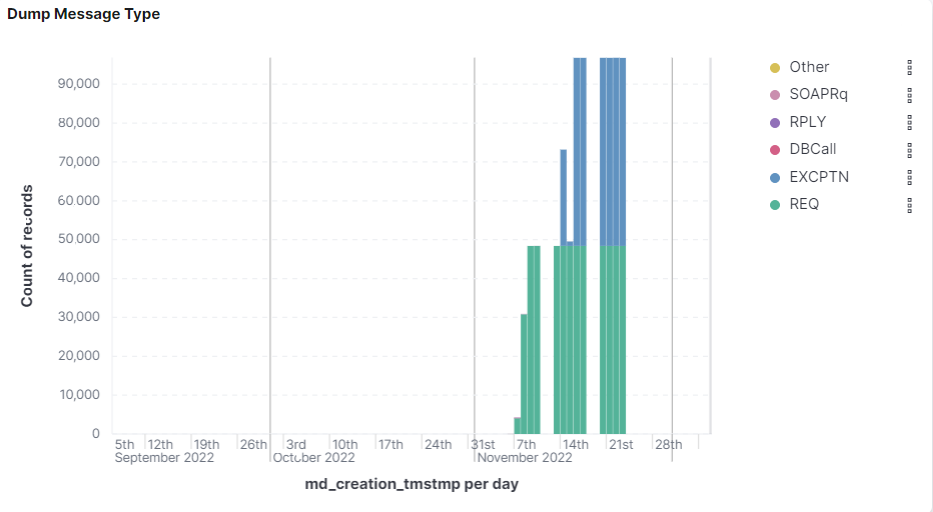 Dump Message Type
90,000
80,000
70,000
60,000
50,000
40,000
30,000
20,000
10,000
0
Count of records
5th 12th 19th 26th 3rd 10th 17th 24th 31st 7th 14th 21st 28th
September 2022 October 2022 November 2022
md_creation_tmstmp per day
Other
SOAPRq
RPLY
DBCall
EXCPTN
REQ